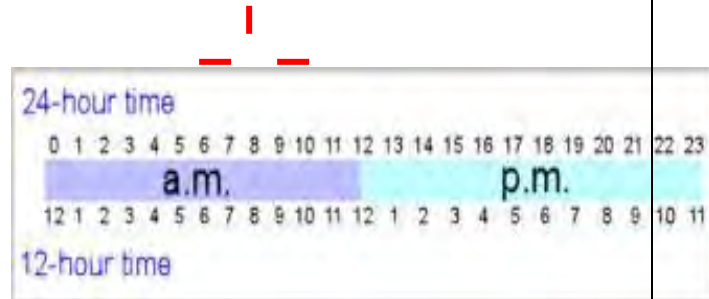 24-hour time
0 1 2 3 4 5 6 7 8 9 10 11 12 13 14 15 16 17 18 19 20 21 22 23
a.m. p.m.
12 1 2 3 4 5 6 7 8 9 10 11 12 1 2 3 4 5 6 7 8 9 10 11
12-hour time